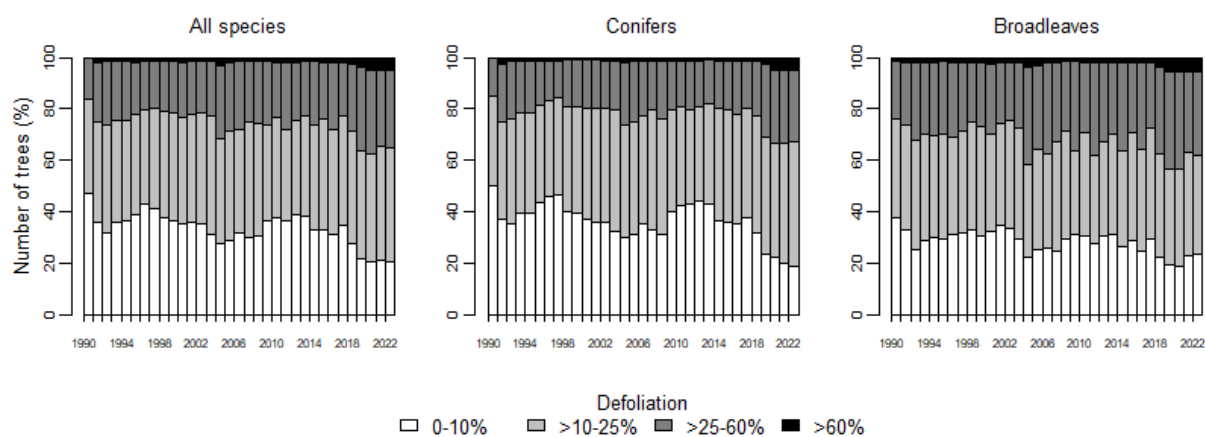 All species
Conifers
Broadleaves
Number of trees (%)
0 20 40 60 80 100
0 20 40 60 80 100
0 20 40 60 80 100
1990 1994 1998 2002 2006 2010 2014 2018 2022
1990 1994 1998 2002 2006 2010 2014 2018 2022
1990 1994 1998 2002 2006 2010 2014 2018 2022
Defoliation
0-10% >10-25% >25-60% >60%